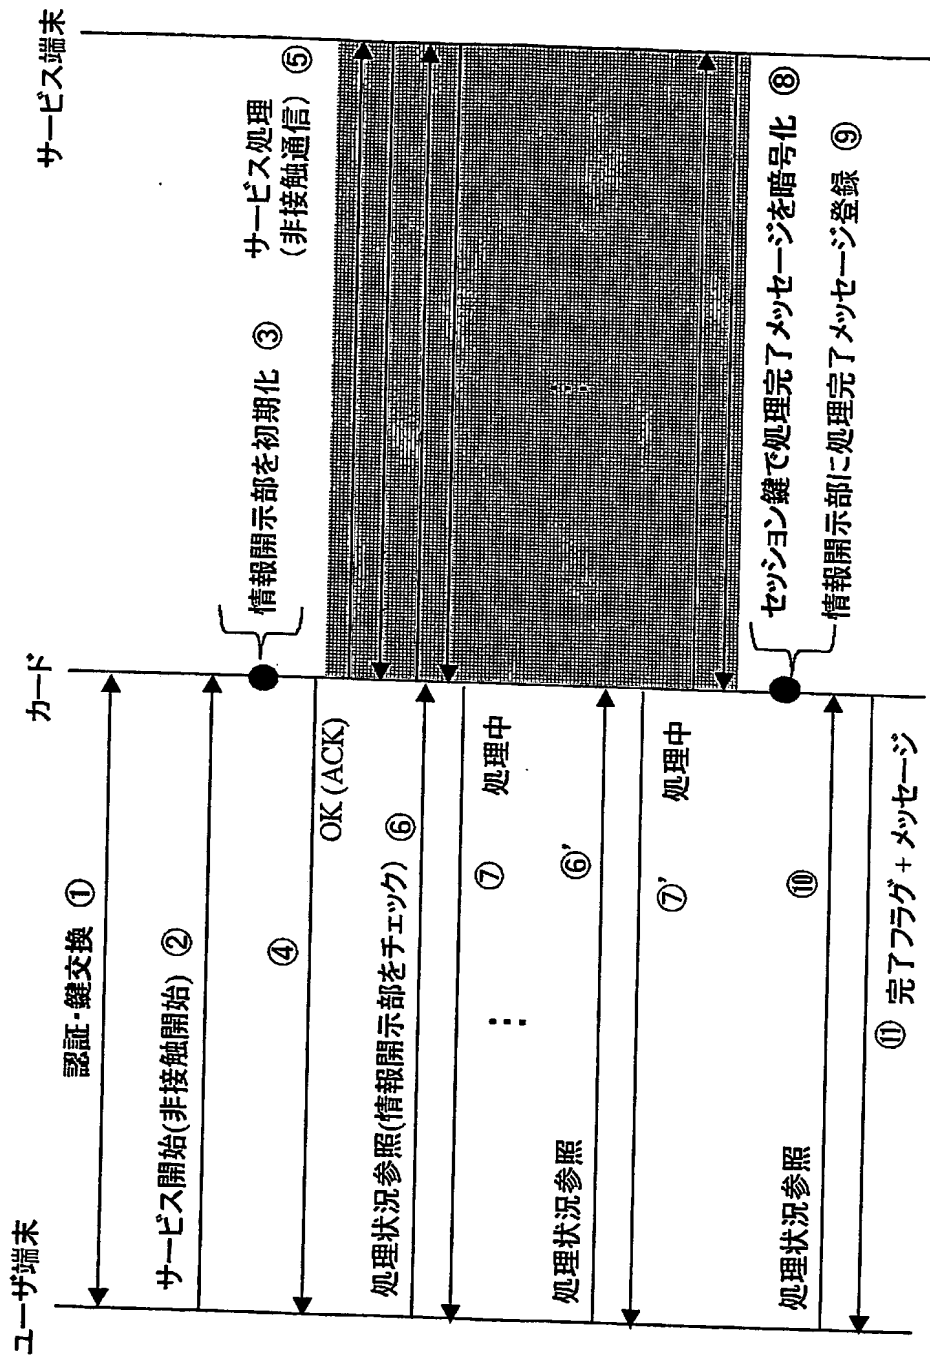 ユーザ端末
カード
サービス端末
認証・鍵交換 ①
サービス開始(非接触開始) ②
情報開示部を初期化 ③
④
OK (ACK)
サービス処理
(非接触通信) ⑤
処理状況参照(情報開示部をチェック) ⑥
⑦ 処理中
⋮
処理状況参照
⑥'
⑦' 処理中
セッション鍵で処理完了メッセージを暗号化 ⑧
情報開示部に処理完了メッセージ登録 ⑨
処理状況参照
⑩
⑪ 完了フラグ + メッセージ